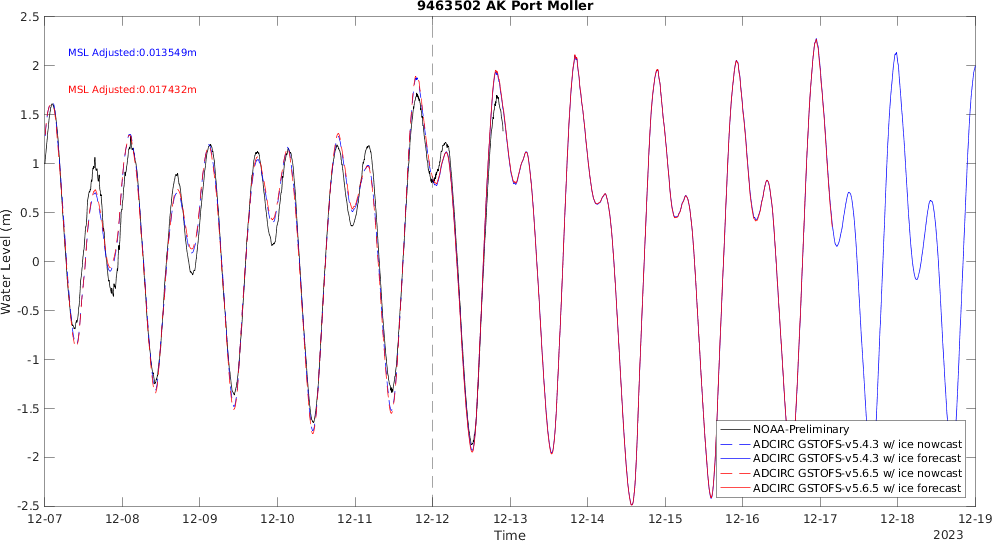 9463502 AK Port Moller
MSL Adjusted:0.013549m
MSL Adjusted:0.017432m
Water Level (m)
2.5
2
1.5
1
0.5
0
-0.5
-1
-1.5
-2
-2.5
NOAA-Preliminary
ADCIRC GSTOFS-v5.4.3 w/ ice nowcast
ADCIRC GSTOFS-v5.4.3 w/ ice forecast
ADCIRC GSTOFS-v5.6.5 w/ ice nowcast
ADCIRC GSTOFS-v5.6.5 w/ ice forecast
12-07 12-08 12-09 12-10 12-11 12-12 12-13 12-14 12-15 12-16 12-17 12-18 12-19
Time
2023